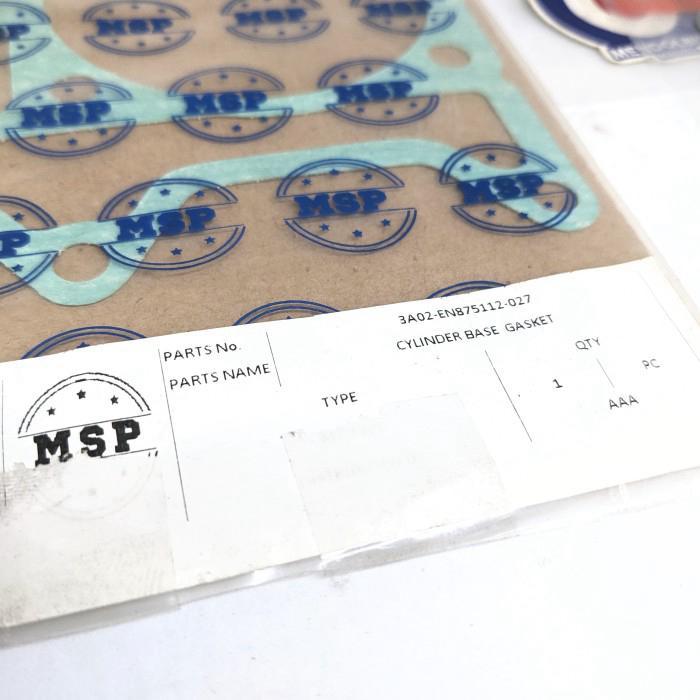 MSP
MSP
MSP
MSP
MSP
MSP
MSP
MSP
MSP
PARTS No.
3A02-EN875112-027
PARTS NAME
CYLINDER BASE GASKET
TYPE
QTY
1
PC
AAA
MSP